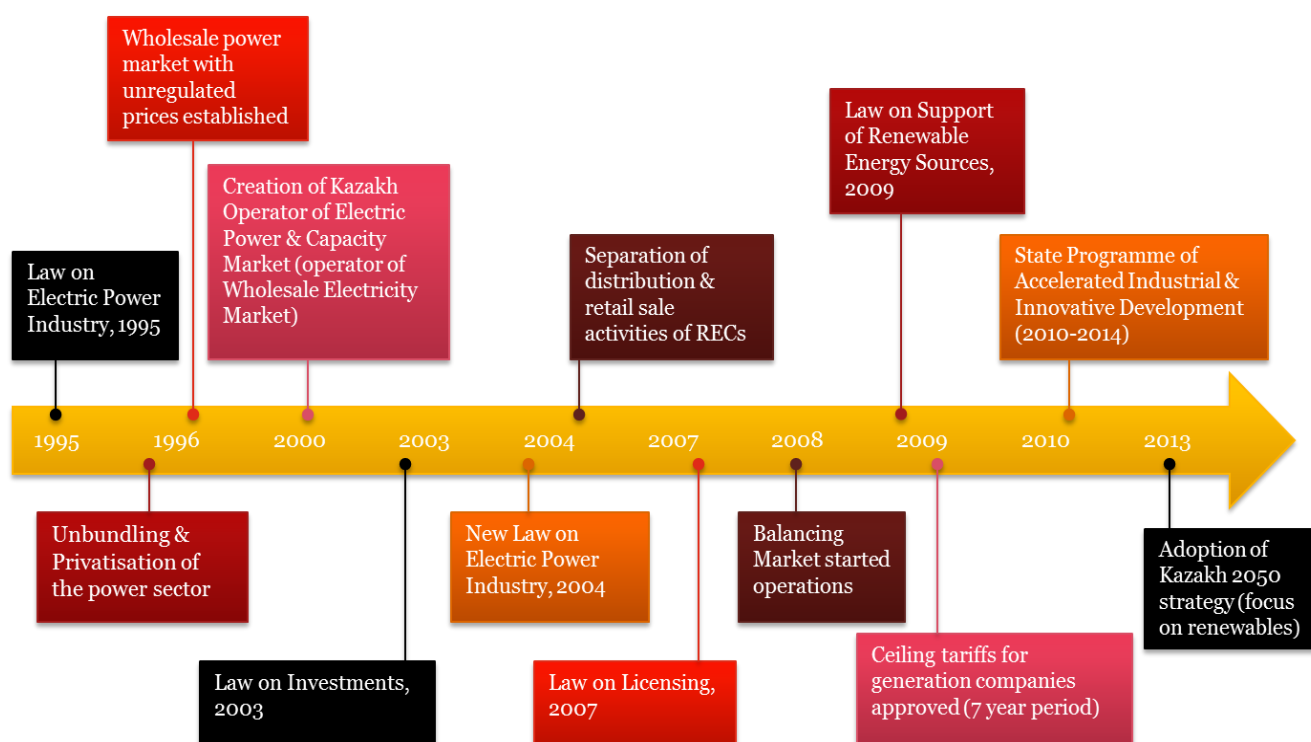 Wholesale power
market with
unregulated
prices established
Law on Support
of Renewable
Energy Sources,
2009
Creation of Kazakh
Operator of Electric
Power & Capacity
Market (operator of
Wholesale Electricity
Market)
Law on
Electric Power
Industry, 1995
Separation of
distribution &
retail sale
activities of RECs
State Programme of
Accelerated Industrial &
Innovative Development
(2010-2014)
1995 1996 2000 2003 2004 2007 2008 2009 2010 2013
Unbundling &
Privatisation of
the power sector
New Law on
Electric Power
Industry, 2004
Balancing
Market started
operations
Adoption of
Kazakh 2050
strategy (focus
on renewables)
Law on Investments,
2003
Law on Licensing,
2007
Ceiling tariffs for
generation companies
approved (7 year period)